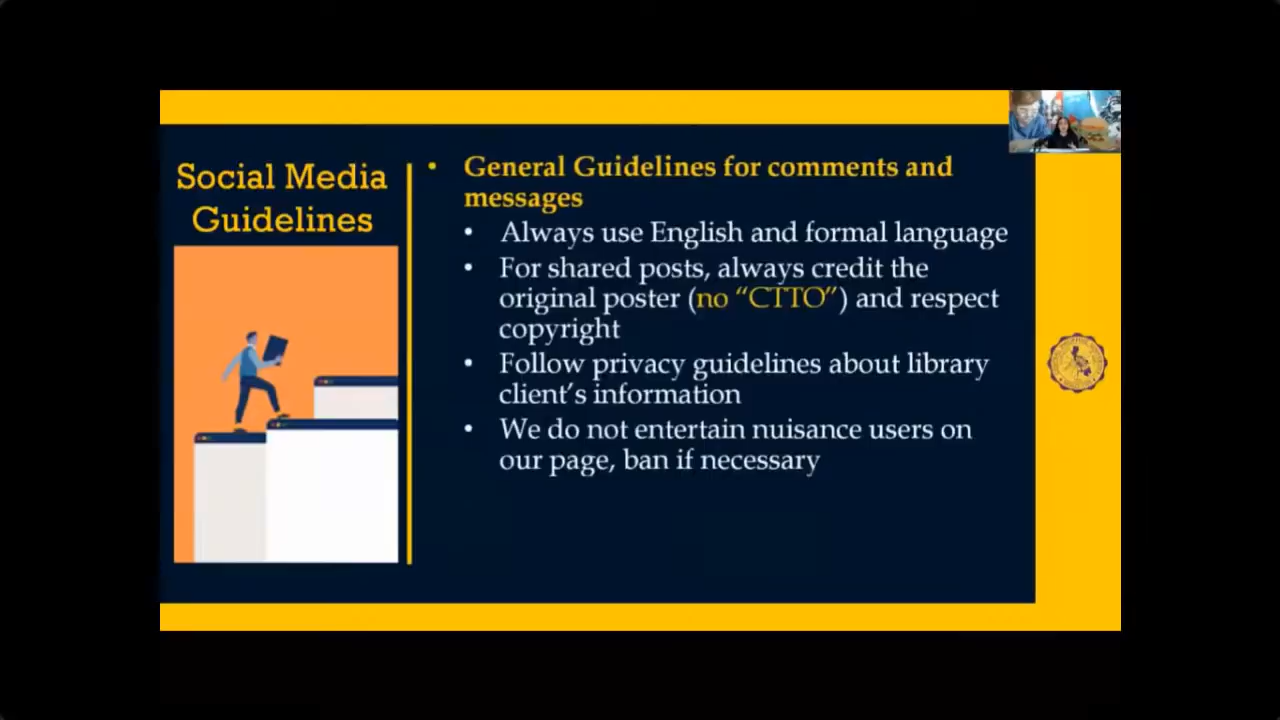 Social Media
Guidelines
• General Guidelines for comments and
messages
• Always use English and formal language
• For shared posts, always credit the
original poster (no “CTTO”) and respect
copyright
• Follow privacy guidelines about library
client’s information
• We do not entertain nuisance users on
our page, ban if necessary